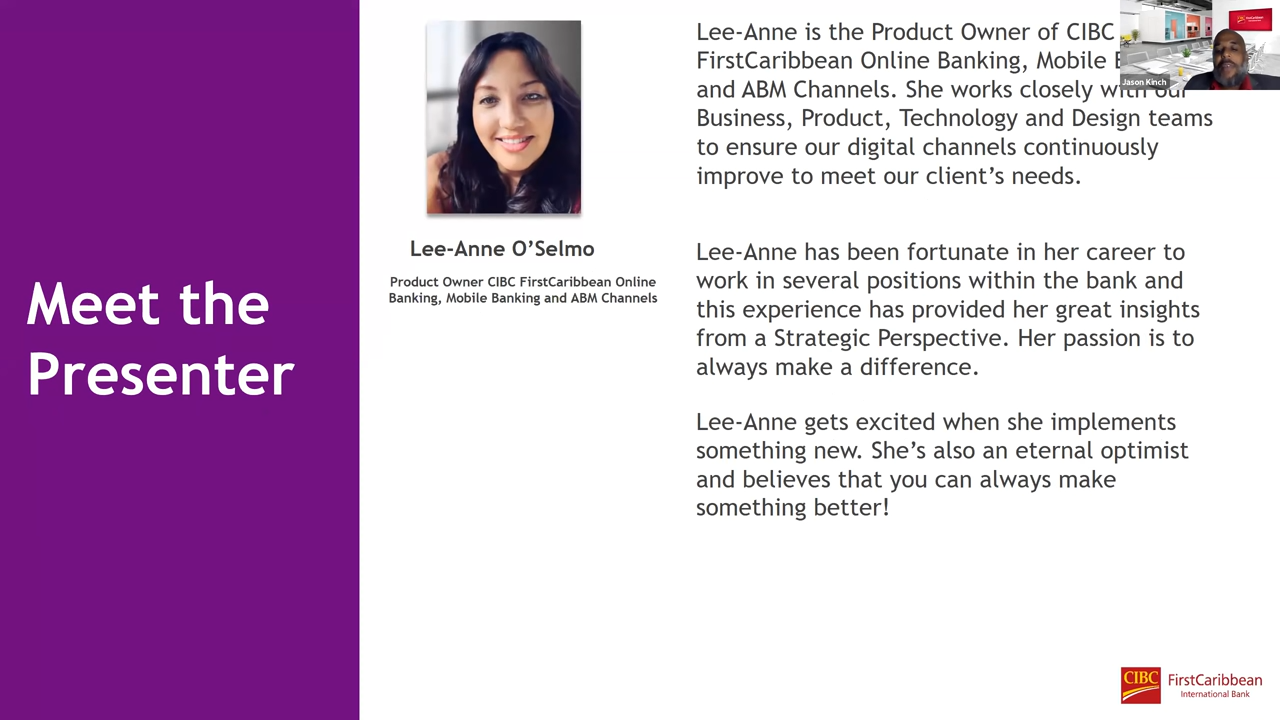 Meet the
Presenter
Lee-Anne O’Selmo
Product Owner CIBC FirstCaribbean Online
Banking, Mobile Banking and ABM Channels
Lee-Anne is the Product Owner of CIBC
FirstCaribbean Online Banking, Mobile
and ABM Channels. She works closely with our
Business, Product, Technology and Design teams
to ensure our digital channels continuously
improve to meet our client’s needs.
Lee-Anne has been fortunate in her career to
work in several positions within the bank and
this experience has provided her great insights
from a Strategic Perspective. Her passion is to
always make a difference.
Lee-Anne gets excited when she implements
something new. She’s also an eternal optimist
and believes that you can always make
something better!
Jason Kinch
CIBC FirstCaribbean
International Bank